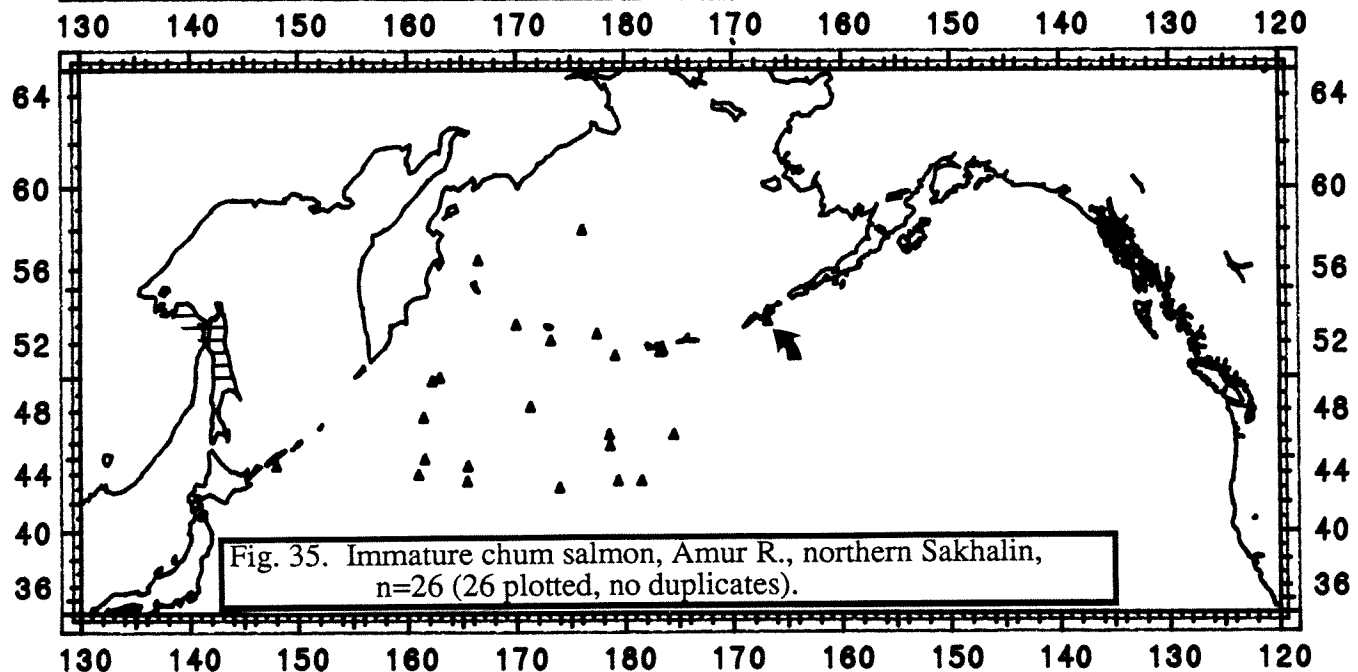 130 140 150 160 170 180 170 160 150 140 130 120
64 64
60 60
56 56
52 52
48 48
44 44
40 40
36 36
Fig. 35. Immature chum salmon, Amur R., northern Sakhalin,
n=26 (26 plotted, no duplicates).
130 140 150 160 170 180 170 160 150 140 130 120